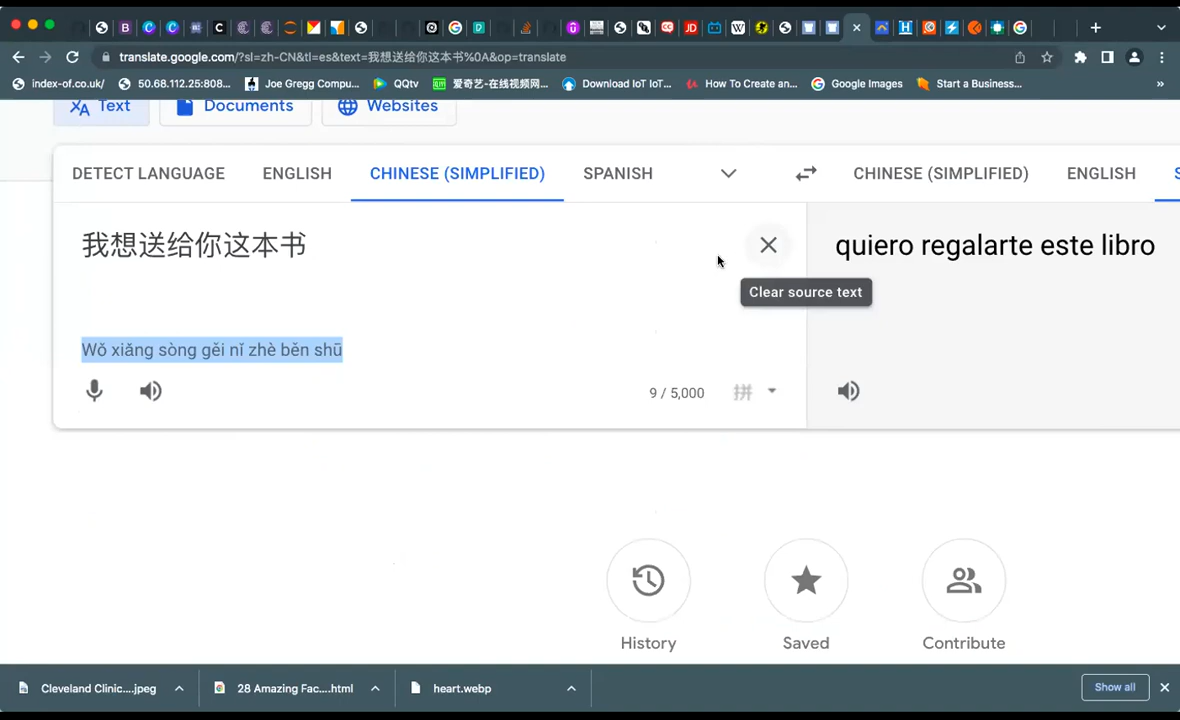 translate.google.com/?sl=zh-CN&tl=es&text=我想送给你这本书%0A&op=translate
index-of.co.uk/
50.68.112.25:808...
Joe Gregg Compu...
QQtv
爱奇艺-在线视频网...
Download IoT IoT...
How To Create an...
Google Images
Start a Business...
»
Text
Documents
Websites
DETECT LANGUAGE
ENGLISH
CHINESE (SIMPLIFIED)
SPANISH
CHINESE (SIMPLIFIED)
ENGLISH
我想送给你这本书
quiero regalarte este libro
Clear source text
Wǒ xiǎng sòng gěi nǐ zhè běn shū
9 / 5,000
拼
History
Saved
Contribute
Cleveland Clinic....jpeg
28 Amazing Fac....html
heart.webp
Show all